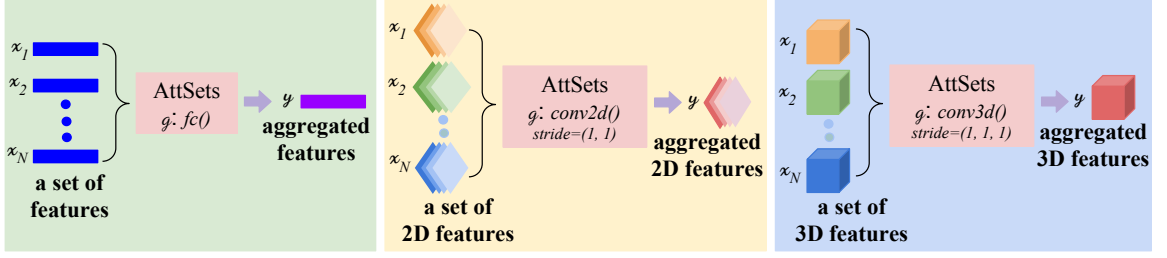 x1
x2
xN
a set of
features
AttSets
g: fc()
y
aggregated
features
x1
x2
xN
a set of
2D features
AttSets
g: conv2d()
stride=(1, 1)
y
aggregated
2D features
x1
x2
xN
a set of
3D features
AttSets
g: conv3d()
stride=(1, 1, 1)
y
aggregated
3D features